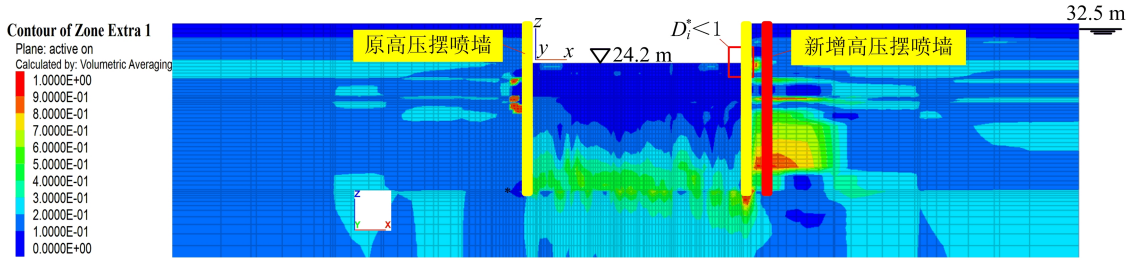 Contour of Zone Extra 1
Plane: active on
Calculated by: Volumetric Averaging
1.0000E+00
9.0000E-01
8.0000E-01
7.0000E-01
6.0000E-01
5.0000E-01
4.0000E-01
3.0000E-01
2.0000E-01
1.0000E-01
0.0000E+00
原高压摆喷墙
z
y
x
24.2 m
D_i^*<1
新增高压摆喷墙
32.5 m
Z
Y
X